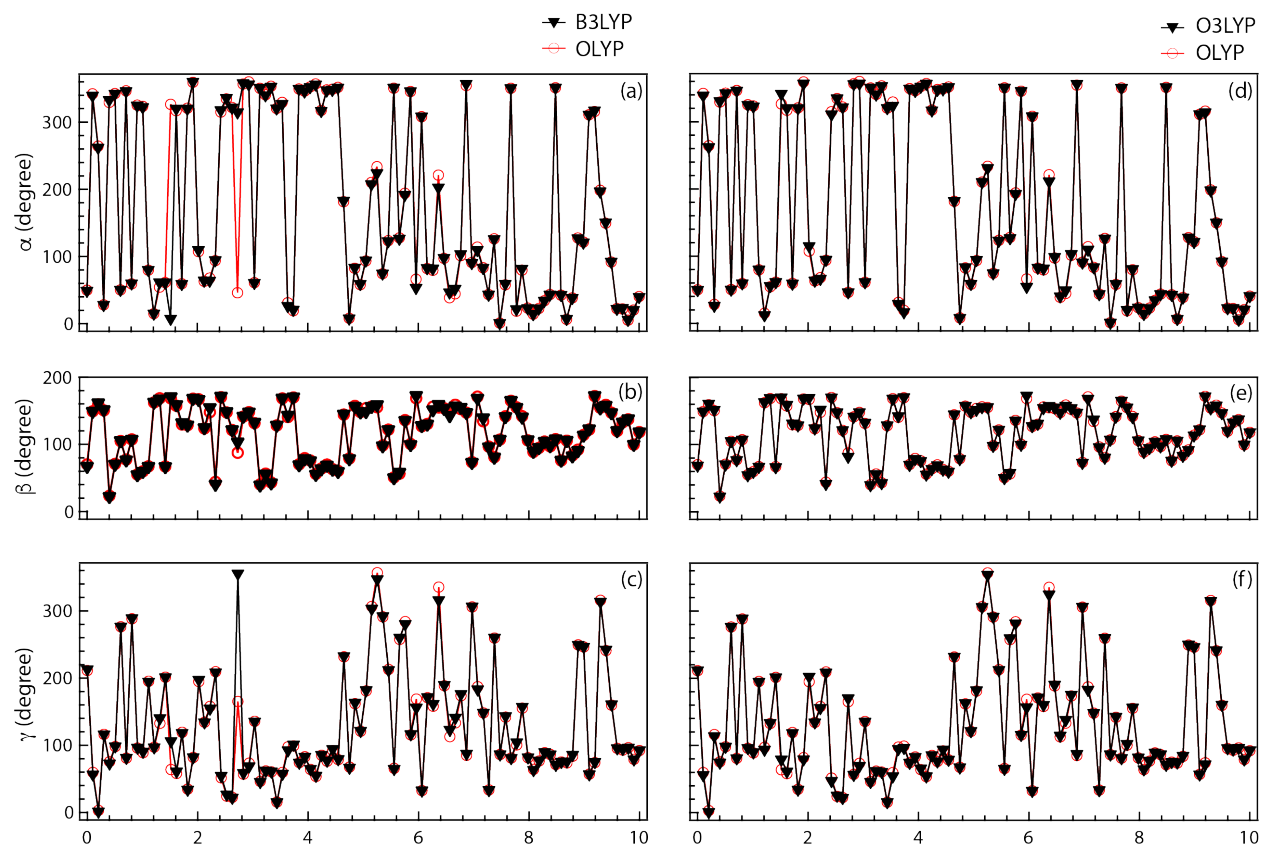 B3LYP
OLYP
O3LYP
OLYP
α (degree)
300
200
100
0
(a)
(d)
β (degree)
200
100
0
(b)
(e)
γ (degree)
300
200
100
0
(c)
(f)
0 2 4 6 8 10
0 2 4 6 8 10